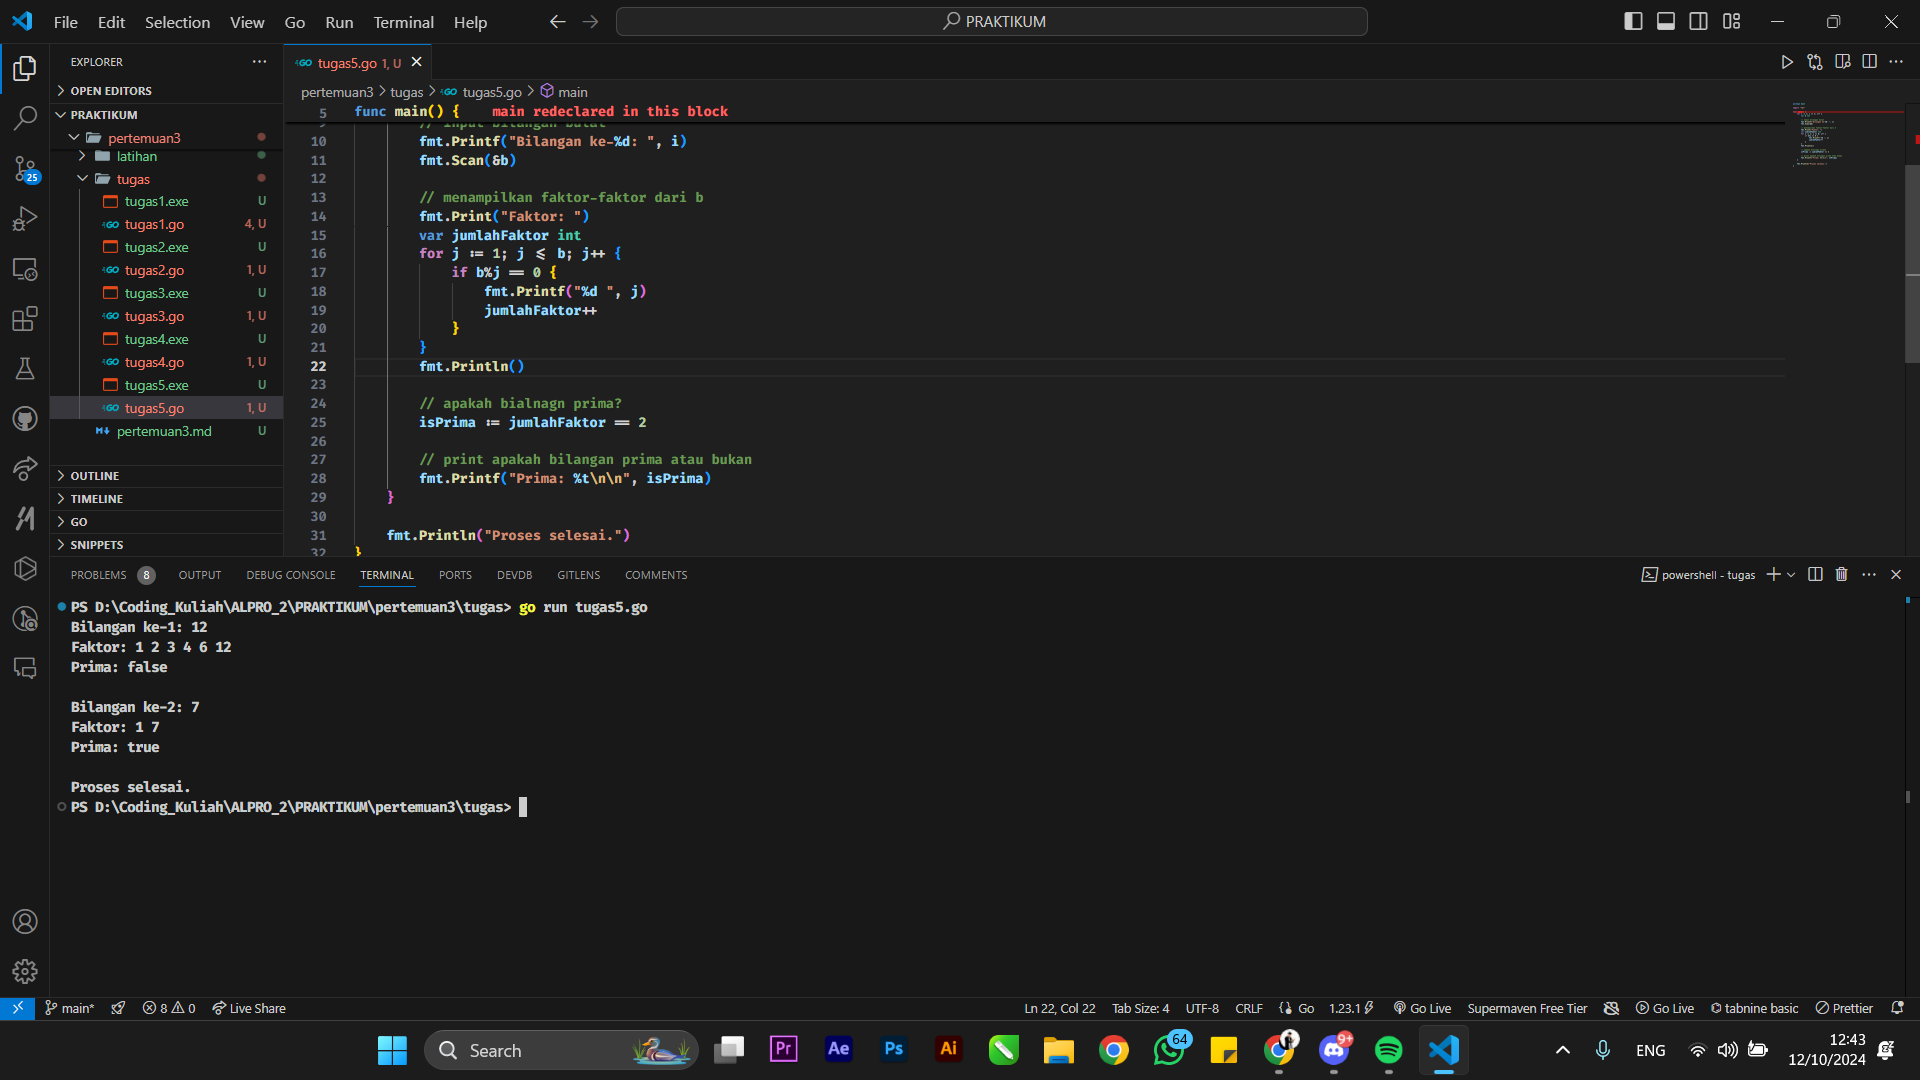 File Edit Selection View Go Run Terminal Help
PRAKTIKUM
EXPLORER
OPEN EDITORS
PRAKTIKUM
pertemuan3
latihan
tugas
tugas1.exe U
tugas1.go 4, U
tugas2.exe U
tugas2.go 1, U
tugas3.exe U
tugas3.go 1, U
tugas4.exe U
tugas4.go 1, U
tugas5.exe U
tugas5.go 1, U
pertemuan3.md U
OUTLINE
TIMELINE
GO
SNIPPETS
25
tugas5.go 1, U
pertemuan3 > tugas > tugas5.go > main
5 func main() { main redeclared in this block
9 // input bilangan bulat
10 fmt.Printf("Bilangan ke-%d: ", i)
11 fmt.Scan(&b)
12
13 // menampilkan faktor-faktor dari b
14 fmt.Print("Faktor: ")
15 var jumlahFaktor int
16 for j := 1; j <= b; j++ {
17 if b%j == 0 {
18 fmt.Printf("%d ", j)
19 jumlahFaktor++
20 }
21 }
22 fmt.Println()
23
24 // apakah bialnagn prima?
25 isPrima := jumlahFaktor == 2
26
27 // print apakah bilangan prima atau bukan
28 fmt.Printf("Prima: %t\n\n", isPrima)
29 }
30
31 fmt.Println("Proses selesai.")
32 }
PROBLEMS 8 OUTPUT DEBUG CONSOLE TERMINAL PORTS DEVDB GITLENS COMMENTS
powershell - tugas
PS D:\Coding_Kuliah\ALPRO_2\PRAKTIKUM\pertemuan3\tugas> go run tugas5.go
Bilangan ke-1: 12
Faktor: 1 2 3 4 6 12
Prima: false
Bilangan ke-2: 7
Faktor: 1 7
Prima: true
Proses selesai.
PS D:\Coding_Kuliah\ALPRO_2\PRAKTIKUM\pertemuan3\tugas>
main* 8 0 Live Share
Ln 22, Col 22 Tab Size: 4 UTF-8 CRLF Go 1.23.1 Go Live Supermaven Free Tier Go Live tabnine basic Prettier
Search
Pr Ae Ps Ai 64 9+
ENG
12:43
12/10/2024